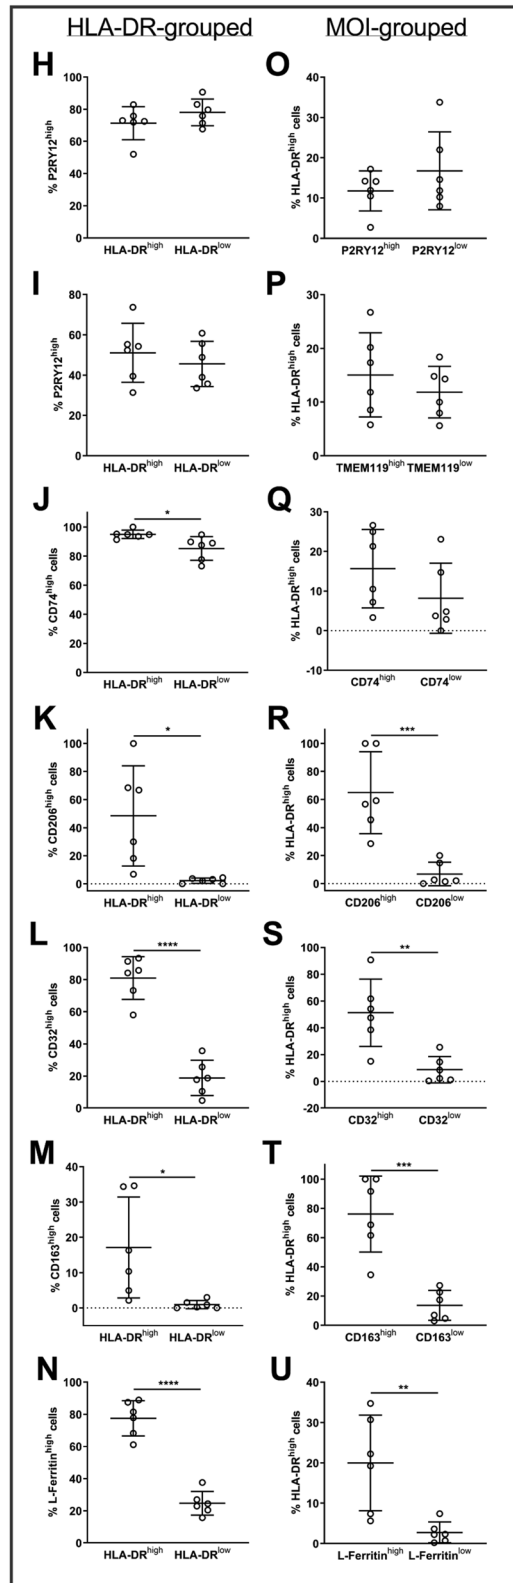 HLA-DR-grouped MOI-grouped
H
% P2RY12high
100
80
60
40
20
0
HLA-DRhigh HLA-DRlow
O
% HLA-DRhigh cells
40
30
20
10
0
P2RY12high P2RY12low
I
% P2RY12high
80
60
40
20
0
HLA-DRhigh HLA-DRlow
P
% HLA-DRhigh cells
30
20
10
0
TMEM119high TMEM119low
J
% CD74high cells
100
80
60
40
20
0
*
HLA-DRhigh HLA-DRlow
Q
% HLA-DRhigh cells
30
20
10
0
-10
CD74high CD74low
K
% CD206high cells
100
80
60
40
20
0
*
HLA-DRhigh HLA-DRlow
R
% HLA-DRhigh cells
100
80
60
40
20
0
***
CD206high CD206low
L
% CD32high cells
100
80
60
40
20
0
****
HLA-DRhigh HLA-DRlow
S
% HLA-DRhigh cells
100
80
60
40
20
0
-20
**
CD32high CD32low
M
% CD163high cells
40
30
20
10
0
*
HLA-DRhigh HLA-DRlow
T
% HLA-DRhigh cells
100
80
60
40
20
0
***
CD163high CD163low
N
% L-Ferritinhigh cells
100
80
60
40
20
0
****
HLA-DRhigh HLA-DRlow
U
% HLA-DRhigh cells
40
30
20
10
0
**
L-Ferritinhigh L-Ferritinlow